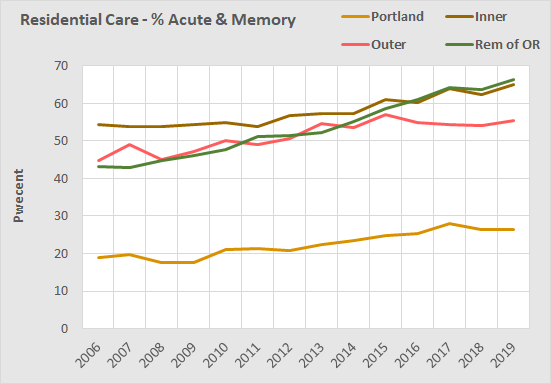 Residential Care - % Acute & Memory
Portland
Inner
Outer
Rem of OR
70
60
50
40
30
20
10
0
Pwecent
2006 2007 2008 2009 2010 2011 2012 2013 2014 2015 2016 2017 2018 2019